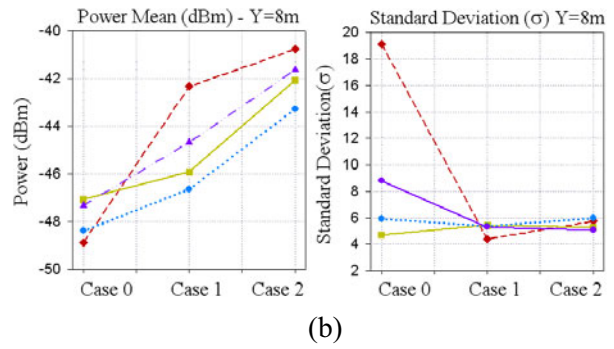 Power Mean (dBm) - Y=8m
-40
-42
-44
-46
-48
-50
Power (dBm)
Case 0 Case 1 Case 2
Standard Deviation (σ) Y=8m
20
18
16
14
12
10
8
6
4
2
Standard Deviation(σ)
Case 0 Case 1 Case 2
(b)